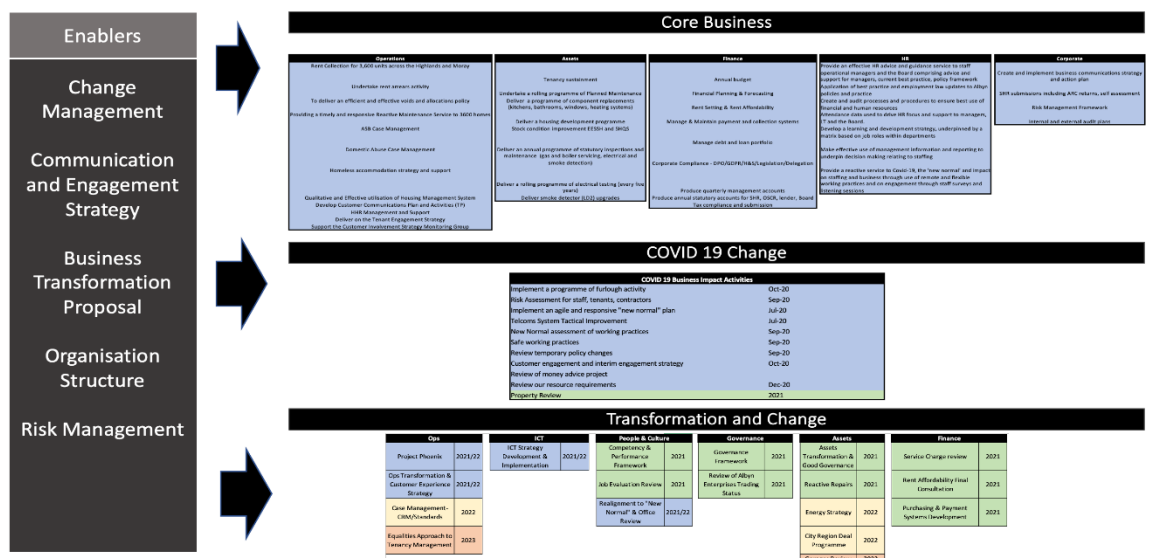 Enablers
Change
Management
Communication
and Engagement
Strategy
Business
Transformation
Proposal
Organisation
Structure
Risk Management
Core Business
Operations
Rent Collection for 3,600 units across the Highlands and Moray
Undertake rent arrears activity
To deliver an efficient and effective voids and allocations policy
Providing a timely and responsive Reactive Maintenance Service to 3600 homes
ASB Case Management
Domestic Abuse Case Management
Homeless accommodation strategy and support
Qualitative and Effective utilisation of Housing Management System
Develop Customer Communications Plan and Activities (TP)
HHR Management and Support
Deliver on the Tenant Engagement Strategy
Support the Customer Involvement Strategy Monitoring Group
Assets
Tenancy sustainment
Undertake a rolling programme of Planned Maintenance
Deliver a programme of component replacements
(kitchens, bathrooms, windows, heating systems)
Deliver a housing development programme
Stock condition Improvement EESSH and SHQS
Deliver an annual programme of statutory inspections and
maintenance (gas and boiler servicing, electrical and
smoke detection)
Deliver a rolling programme of electrical testing (every five
years)
Deliver smoke detector (LD2) upgrades
Finance
Annual budget
Financial Planning & Forecasting
Rent Setting & Rent Affordability
Manage & Maintain payment and collection systems
Manage debt and loan portfolio
Corporate Compliance - DPO/GDPR/H&S/Legislation/Delegation
Produce quarterly management accounts
Produce annual statutory accounts for SHR, OSCR, lender, Board
Tax compliance and submission
HR
Provide an effective HR advice and guidance service to staff
operational managers and the Board comprising advice and
support for managers, current best practice, policy framework
Application of best practice and employment law updates to Albyn
policies and practice
Create and audit processes and procedures to ensure best use of
financial and human resources
Attendance data used to drive HR focus and support to managers,
LT and the Board.
Develop a learning and development strategy, underpinned by a
matrix based on job roles within departments
Make effective use of management information and reporting to
underpin decision making relating to staffing
Provide a reactive service to Covid-19, the 'new normal' and impact
on staffing and business through use of remote and flexible
working practices and on engagement through staff surveys and
listening sessions
Corporate
Create and implement business communications strategy
and action plan
SHR submissions including ARC returns, self assessment
Risk Management Framework
Internal and external audit plans
COVID 19 Change
COVID 19 Business Impact Activities
Implement a programme of furlough activity Oct-20
Risk Assessment for staff, tenants, contractors Sep-20
Implement an agile and responsive "new normal" plan Jul-20
Telcoms System Tactical Improvement Sep-20
New Normal assessment of working practices Sep-20
Safe working practices Sep-20
Review temporary policy changes Sep-20
Customer engagement and interim engagement strategy Oct-20
Review of money advice project
Review our resource requirements Dec-20
Property Review 2021
Transformation and Change
Ops
Project Phoenix 2021/22
Ops Transformation &
Customer Experience 2021/22
Strategy
Case Management- 2022
CRM/Standards
Equalities Approach to 2023
Tenancy Management
ICT
ICT Strategy
Development & 2021/22
Implementation
People & Culture
Competency &
Performance 2021
Framework
Job Evaluation Review 2021
Realignment to "New
Normal" & Office 2021/22
Review
Governance
Governance 2021
Framework
Review of Albyn
Enterprises Trading 2021
Status
Assets
Assets
Transformation & 2021
Good Governance
Reactive Repairs 2021
Energy Strategy 2022
City Region Deal 2022
Programme
Finance
Service Charge review 2021
Rent Affordability Final 2021
Consultation
Purchasing & Payment 2021
Systems Development